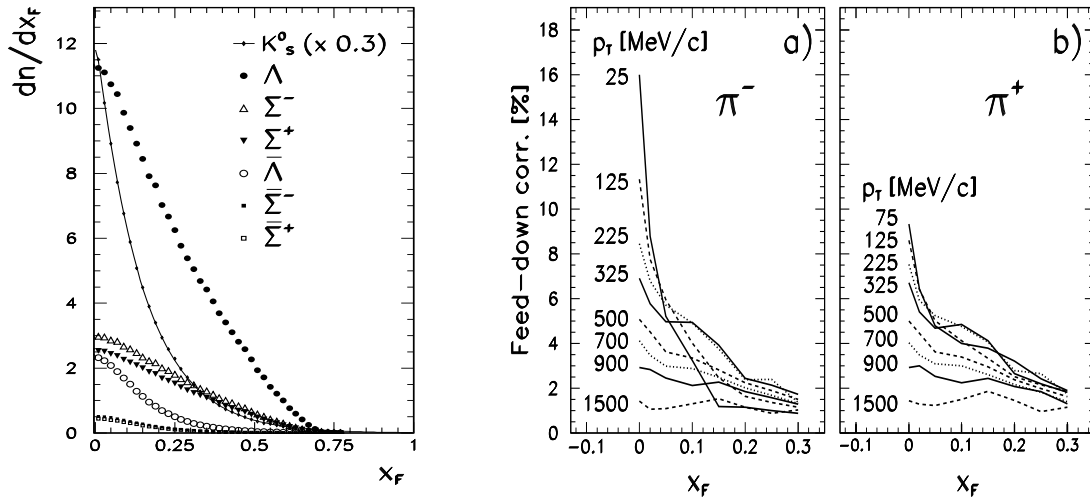 dn/dx_F
12
10
8
6
4
2
0
0
0.25
0.5
0.75
1
x_F
K⁰_S (x 0.3)
Λ
Σ⁻
Σ⁺
Λ̅
Σ̅⁻
Σ̅⁺
Feed–down corr. [%]
18
16
14
12
10
8
6
4
2
0
p_T [MeV/c]
a)
π⁻
25
125
225
325
500
700
900
1500
-0.1
0
0.1
0.2
0.3
x_F
b)
π⁺
p_T [MeV/c]
75
125
225
325
500
700
900
1500
-0.1
0
0.1
0.2
0.3
x_F